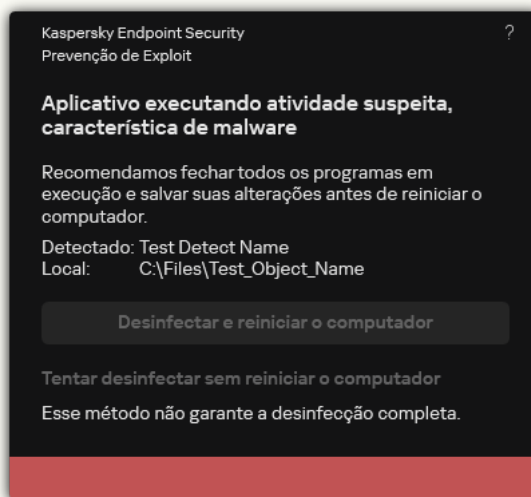 Kaspersky Endpoint Security
?
Prevenção de Exploit
Aplicativo executando atividade suspeita,
característica de malware
Recomendamos fechar todos os programas em
execução e salvar suas alterações antes de reiniciar o
computador.
Detectado: Test Detect Name
Local: C:\Files\Test_Object_Name
Desinfectar e reiniciar o computador
Tentar desinfectar sem reiniciar o computador
Esse método não garante a desinfecção completa.